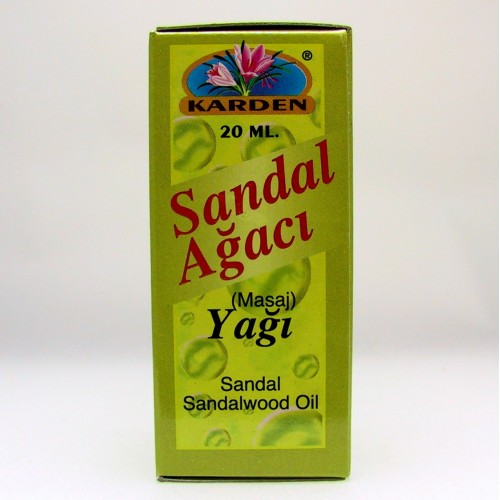 ®
KARDEN
20 ML.
Sandal
Ağacı
(Masaj)
Yağı
Sandal
Sandalwood Oil